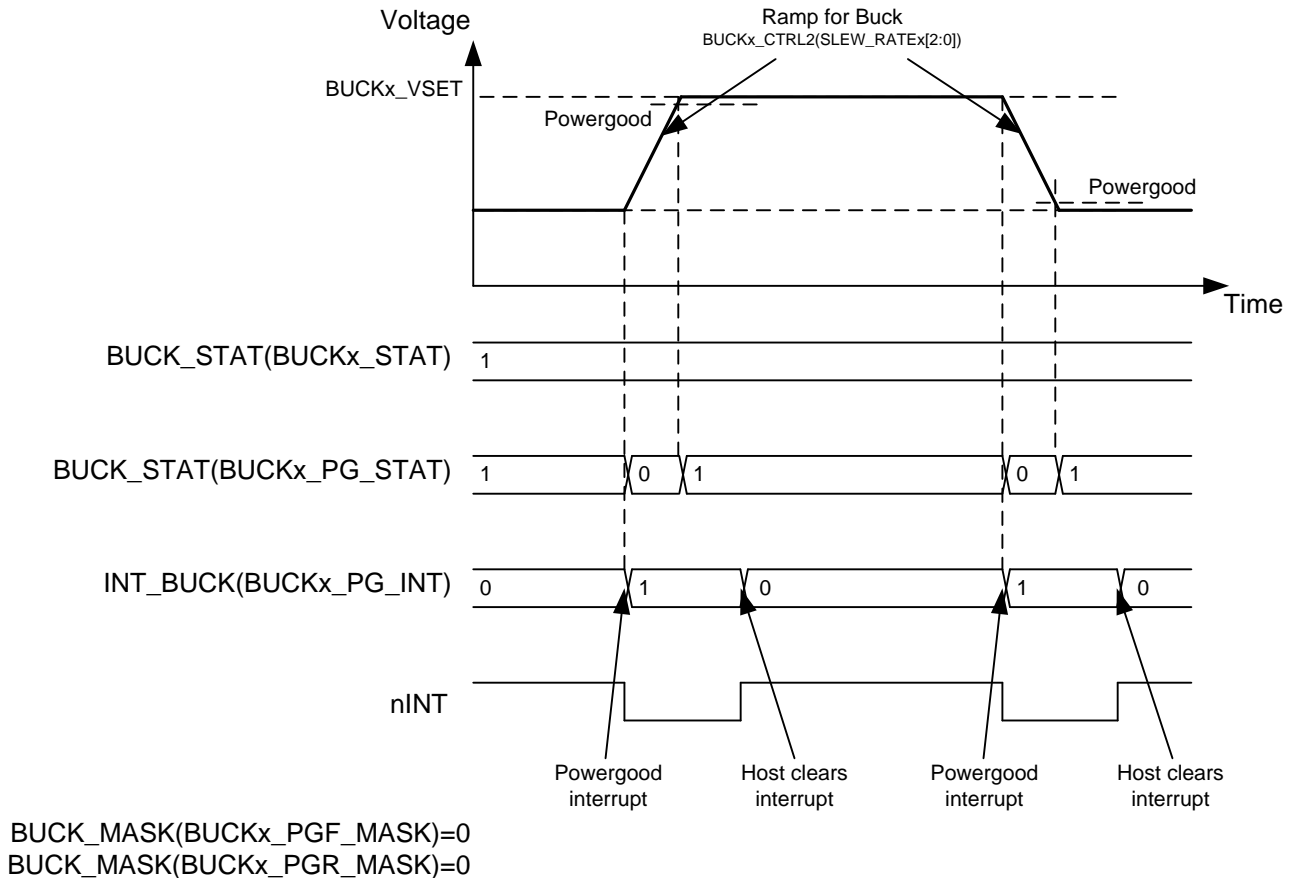 Voltage
Ramp for Buck
BUCKx_CTRL2(SLEW_RATEx[2:0])
BUCKx_VSET
Powergood
Powergood
Time
BUCK_STAT(BUCKx_STAT)
1
BUCK_STAT(BUCKx_PG_STAT)
1 0 1 0 1
INT_BUCK(BUCKx_PG_INT)
0 1 0 1 0
nINT
Powergood
interrupt
Host clears
interrupt
Powergood
interrupt
Host clears
interrupt
BUCK_MASK(BUCKx_PGF_MASK)=0
BUCK_MASK(BUCKx_PGR_MASK)=0